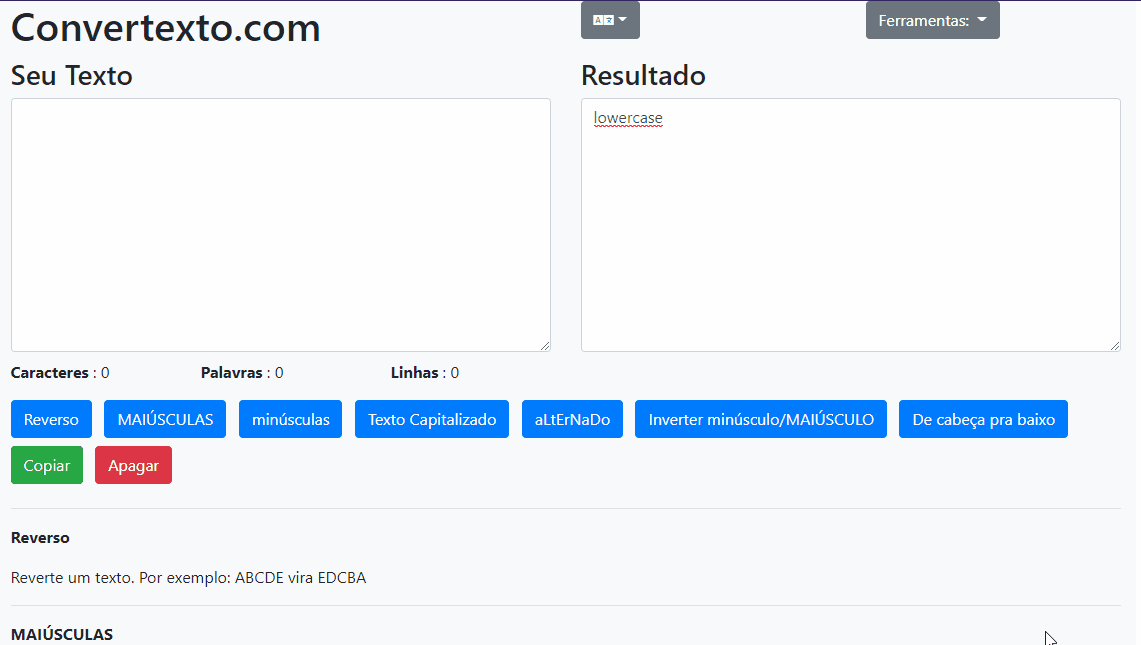 Convertexto.com
Ferramentas:
Seu Texto
Resultado
lowercase
Caracteres : 0 Palavras : 0 Linhas : 0
Reverso MAIÚSCULAS minúsculas Texto Capitalizado aLtErNaDo Inverter minúsculo/MAIÚSCULO De cabeça pra baixo
Copiar Apagar
Reverso
Reverte um texto. Por exemplo: ABCDE vira EDCBA
MAIÚSCULAS